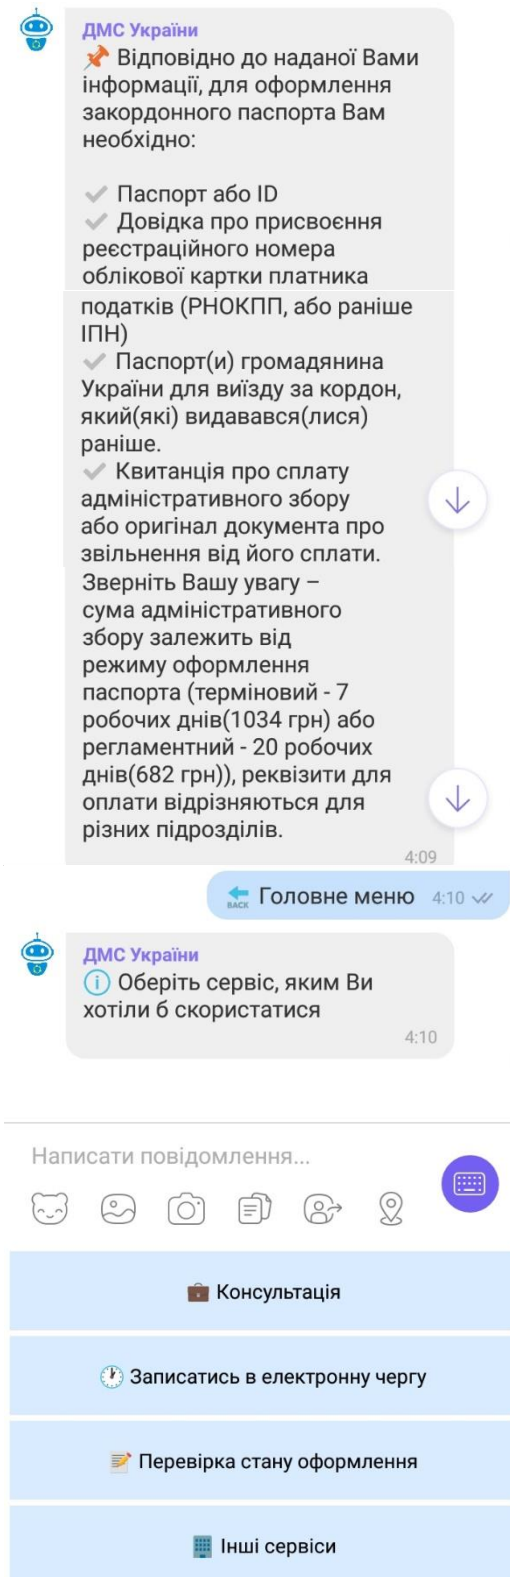 ДМС України
📌 Відповідно до наданої Вами
інформації, для оформлення
закордонного паспорта Вам
необхідно:
✔ Паспорт або ID
✔ Довідка про присвоєння
реєстраційного номера
облікової картки платника
податків (РНОКПП, або раніше
ІПН)
✔ Паспорт(и) громадянина
України для виїзду за кордон,
який(які) видавався(лися)
раніше.
✔ Квитанція про сплату
адміністративного збору
або оригінал документа про
звільнення від його сплати.
Зверніть Вашу увагу –
сума адміністративного
збору залежить від
режиму оформлення
паспорта (терміновий - 7
робочих днів(1034 грн) або
регламентний - 20 робочих
днів(682 грн)), реквізити для
оплати відрізняються для
різних підрозділів.
4:09
BACK Головне меню 4:10
ДМС України
ℹ Оберіть сервіс, яким Ви
хотіли б скористатися
4:10
Написати повідомлення...
Консультація
Записатись в електронну чергу
Перевірка стану оформлення
Інші сервіси